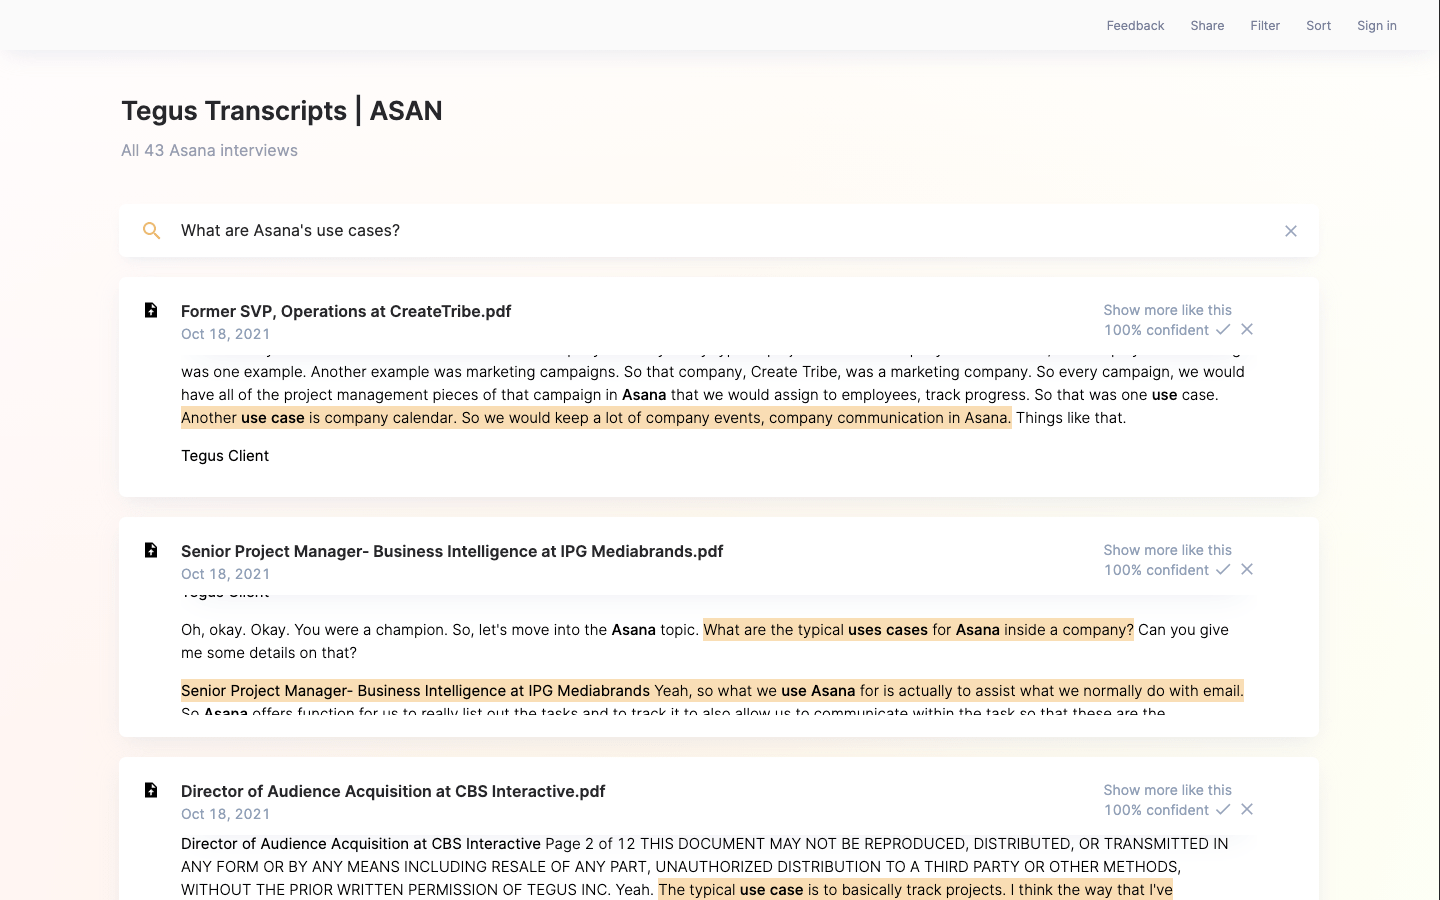 Feedback Share Filter Sort Sign in
Tegus Transcripts | ASAN
All 43 Asana interviews
What are Asana's use cases?
Former SVP, Operations at CreateTribe.pdf
Show more like this
Oct 18, 2021
100% confident
was one example. Another example was marketing campaigns. So that company, Create Tribe, was a marketing company. So every campaign, we would
have all of the project management pieces of that campaign in Asana that we would assign to employees, track progress. So that was one use case.
Another use case is company calendar. So we would keep a lot of company events, company communication in Asana. Things like that.
Tegus Client
Senior Project Manager- Business Intelligence at IPG Mediabrands.pdf
Show more like this
Oct 18, 2021
100% confident
Tegus Client
Oh, okay. Okay. You were a champion. So, let's move into the Asana topic. What are the typical uses cases for Asana inside a company? Can you give
me some details on that?
Senior Project Manager- Business Intelligence at IPG Mediabrands Yeah, so what we use Asana for is actually to assist what we normally do with email.
So Asana offers function for us to really list out the tasks and to track it to also allow us to communicate within the task so that these are the
Director of Audience Acquisition at CBS Interactive.pdf
Show more like this
Oct 18, 2021
100% confident
Director of Audience Acquisition at CBS Interactive Page 2 of 12 THIS DOCUMENT MAY NOT BE REPRODUCED, DISTRIBUTED, OR TRANSMITTED IN
ANY FORM OR BY ANY MEANS INCLUDING RESALE OF ANY PART, UNAUTHORIZED DISTRIBUTION TO A THIRD PARTY OR OTHER METHODS,
WITHOUT THE PRIOR WRITTEN PERMISSION OF TEGUS INC. Yeah. The typical use case is to basically track projects. I think the way that I've